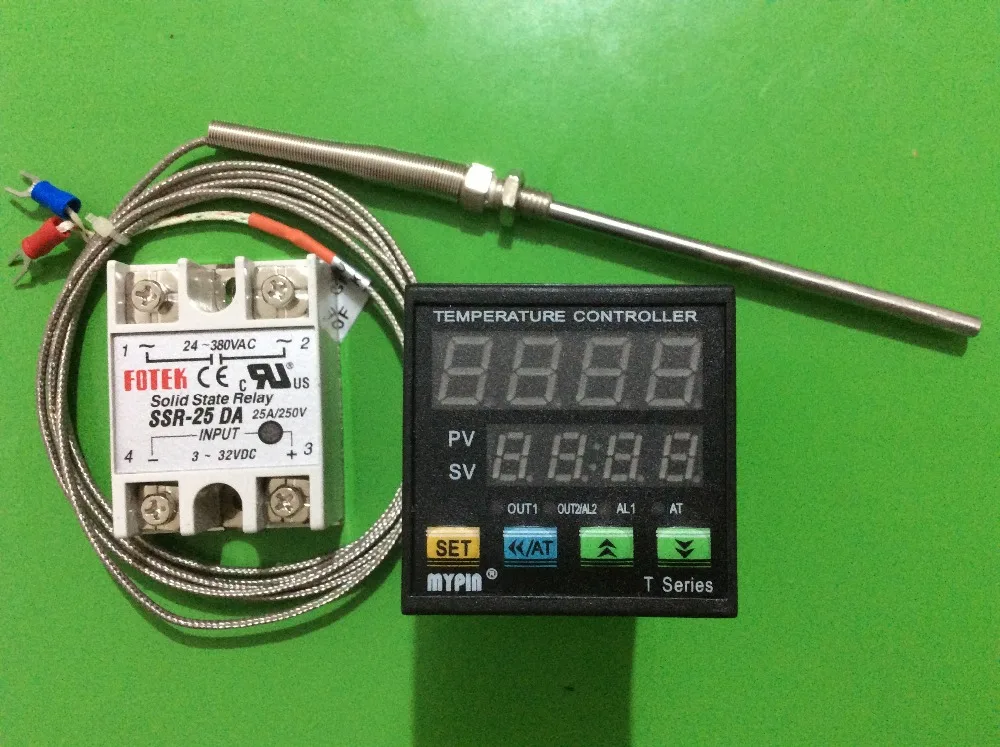 1 ~ 24 ~380VAC ~ 2
FOTEK CE c RU® US
Solid State Relay
SSR-25 DA 25A/250V
INPUT
4 − 3 ~ 32VDC + 3
TEMPERATURE CONTROLLER
PV
SV
OUT1 OUT2/AL2 AL1 AT
SET «/AT
MYPIN® T Series